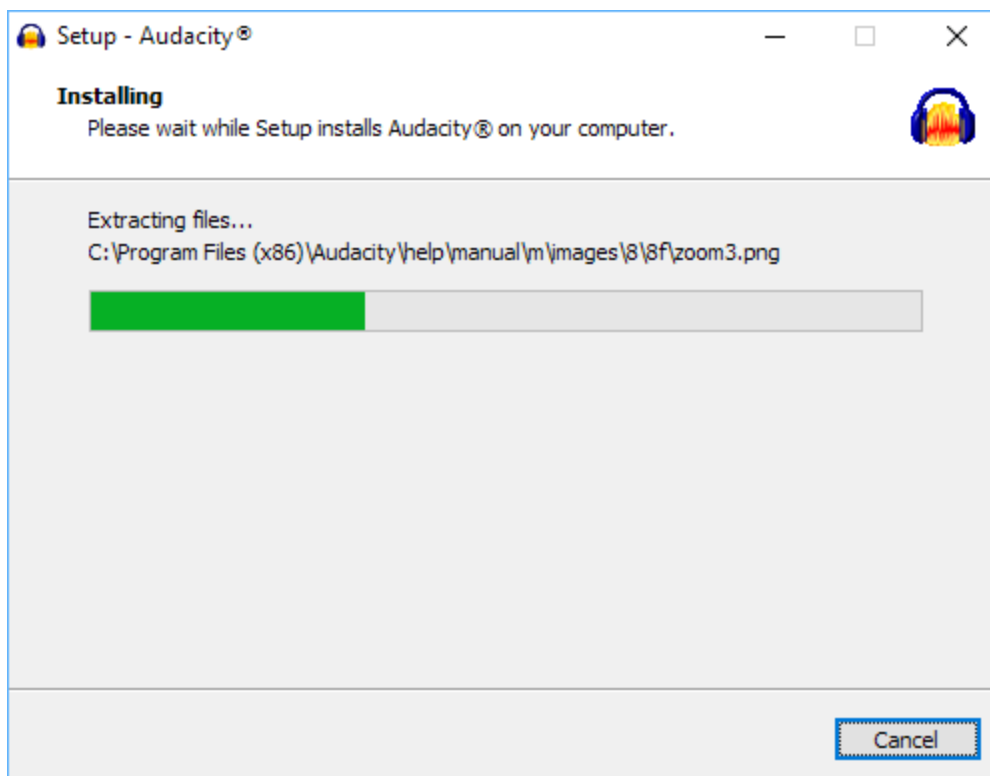 Setup - Audacity®
Installing
Please wait while Setup installs Audacity® on your computer.
Extracting files...
C:\Program Files (x86)\Audacity\help\manual\m\images\8\8f\zoom3.png
Cancel